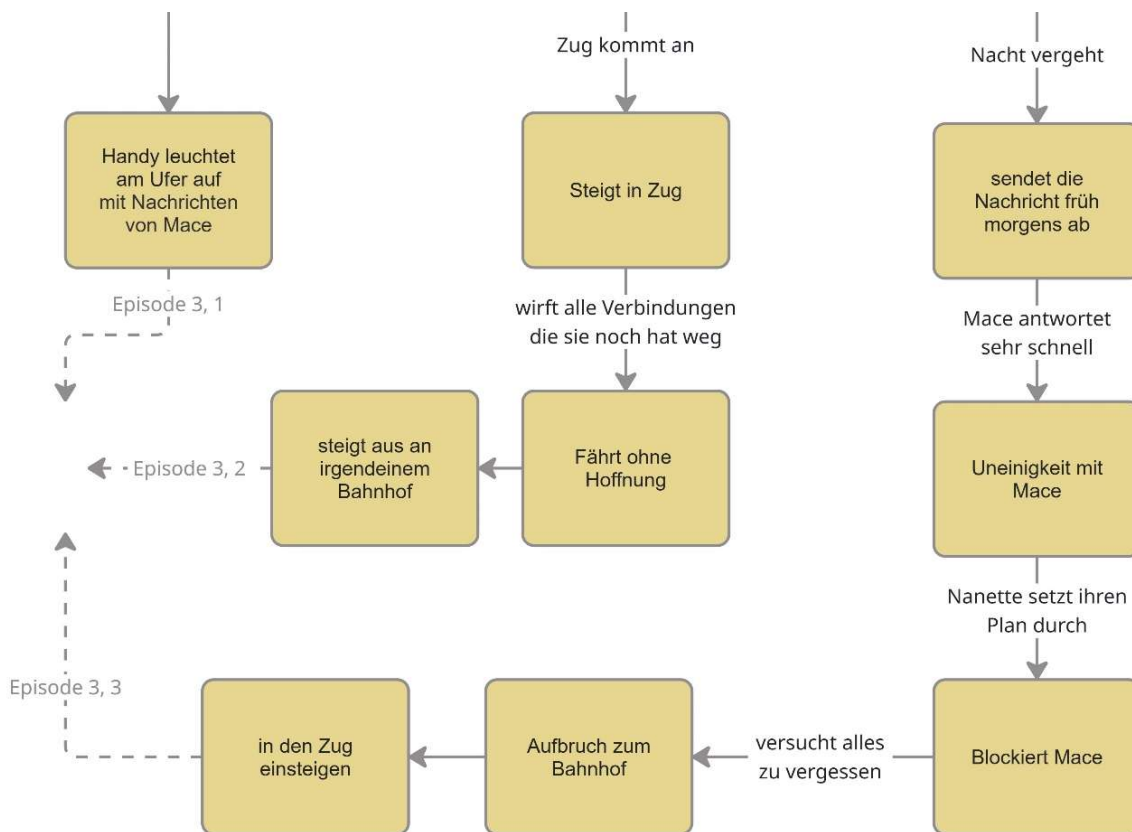 Zug kommt an
Nacht vergeht
Handy leuchtet
am Ufer auf
mit Nachrichten
von Mace
Steigt in Zug
sendet die
Nachricht früh
morgens ab
Episode 3, 1
wirft alle Verbindungen
die sie noch hat weg
Mace antwortet
sehr schnell
Episode 3, 2
steigt aus an
irgendeinem
Bahnhof
Fährt ohne
Hoffnung
Uneinigkeit mit
Mace
Nanette setzt ihren
Plan durch
Episode 3, 3
in den Zug
einsteigen
Aufbruch zum
Bahnhof
versucht alles
zu vergessen
Blockiert Mace